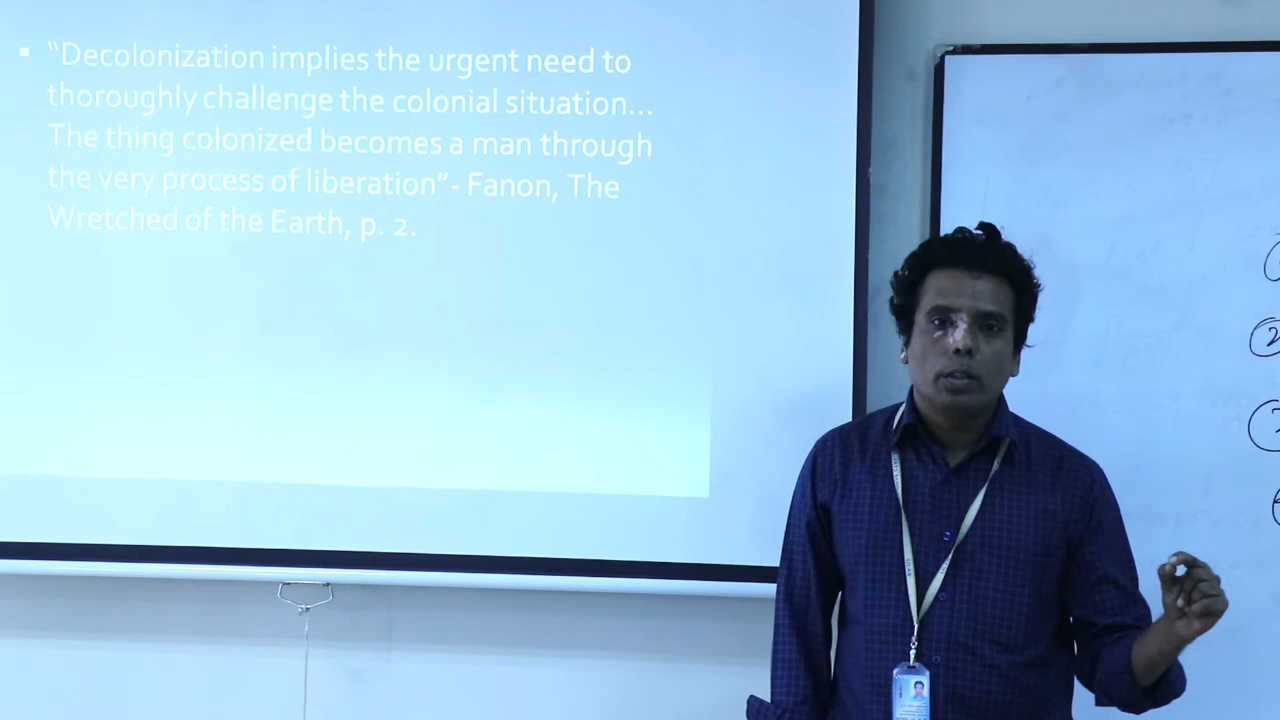 ▪ “Decolonization implies the urgent need to
thoroughly challenge the colonial situation...
The thing colonized becomes a man through
the very process of liberation”- Fanon, The
Wretched of the Earth, p. 2.
2